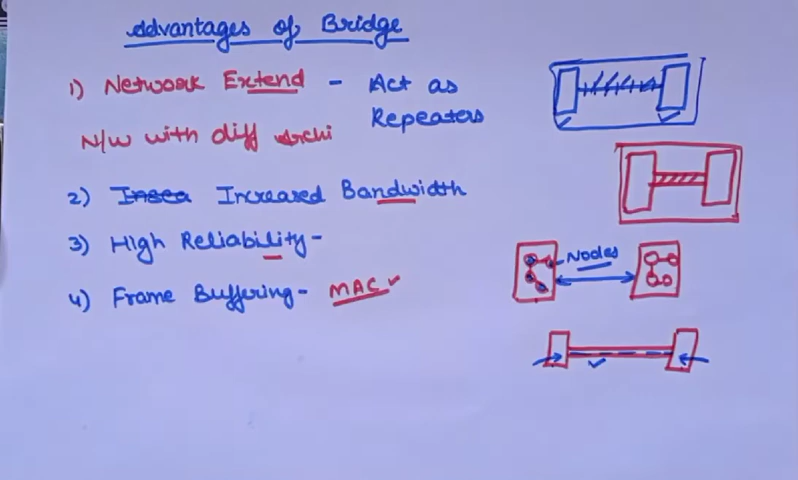 Advantages of Bridge
1) Network Extend - Act as
Repeaters
N/w with diff Archi
2) Insea Increased Bandwidth
3) High Reliability -
4) Frame Buffering - MAC ✓
Nodes